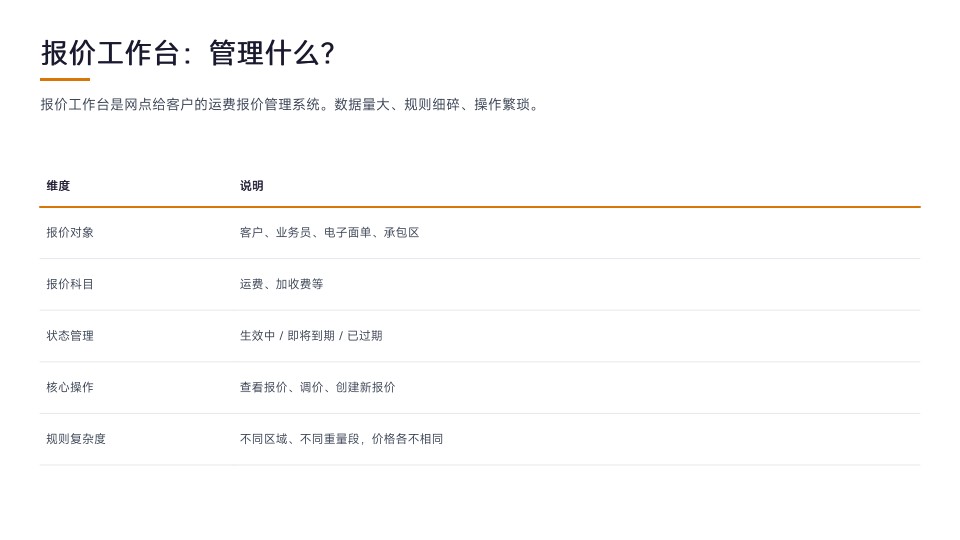 报价工作台：管理什么？
报价工作台是网点给客户的运费报价管理系统。数据量大、规则细碎、操作繁琐。
维度 说明
报价对象 客户、业务员、电子面单、承包区
报价科目 运费、加收费等
状态管理 生效中 / 即将到期 / 已过期
核心操作 查看报价、调价、创建新报价
规则复杂度 不同区域、不同重量段，价格各不相同